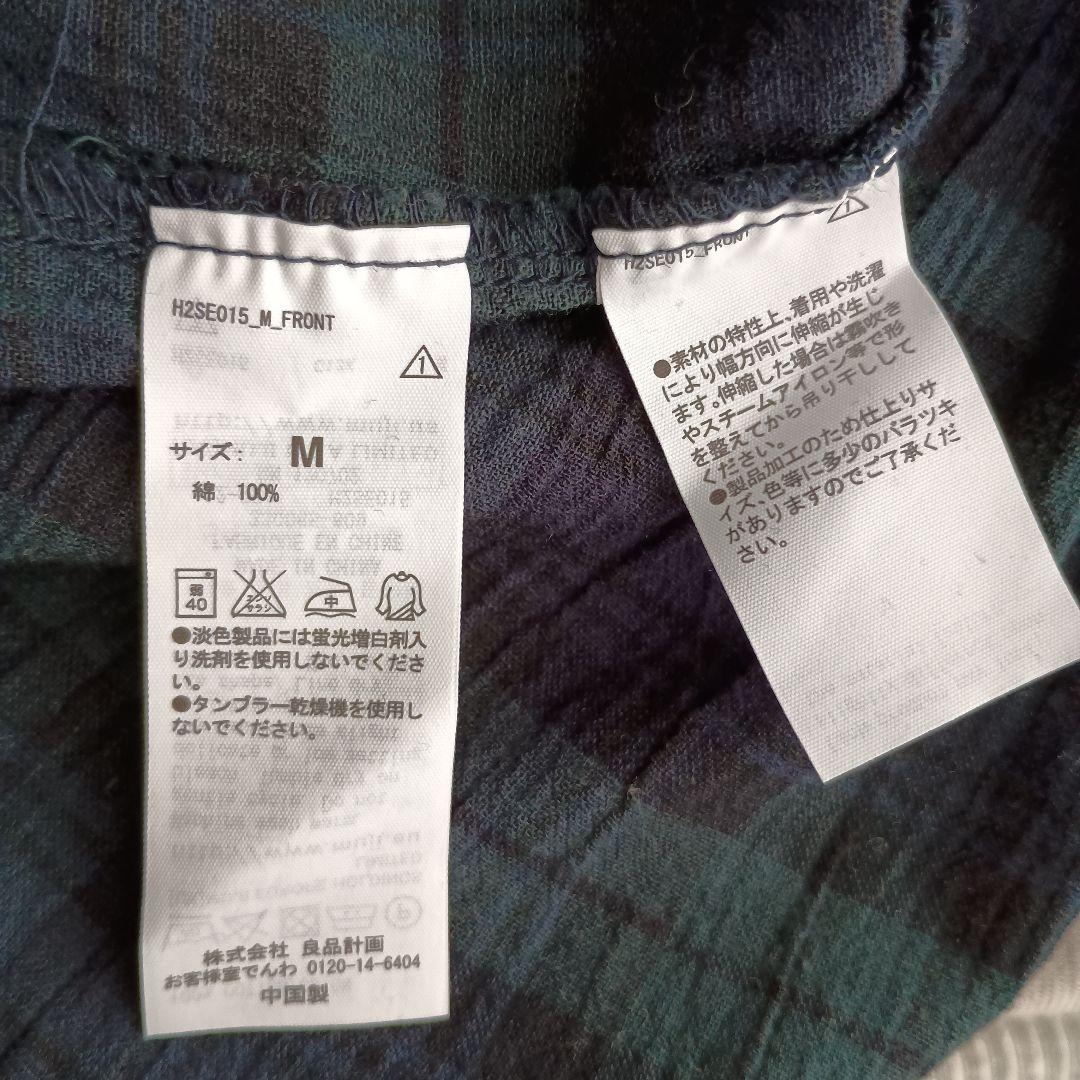 H2SE015_M_FRONT
1
サイズ: M
綿 100%
弱
40
エンソ
サラシ
中
●淡色製品には蛍光増白剤入
り洗剤を使用しないでくださ
い。
●タンブラー乾燥機を使用し
ないでください。
株式会社 良品計画
お客様室でんわ 0120-14-6404
中国製
H2SE015_FRONT
1
●素材の特性上、着用や洗濯
により幅方向に伸縮が生じ
ます。伸縮した場合は霧吹き
やスチームアイロン等で形
を整えてから吊り干しして
ください。
●製品加工のため仕上りサ
イズ、色等に多少のバラツキ
がありますのでご了承くだ
さい。